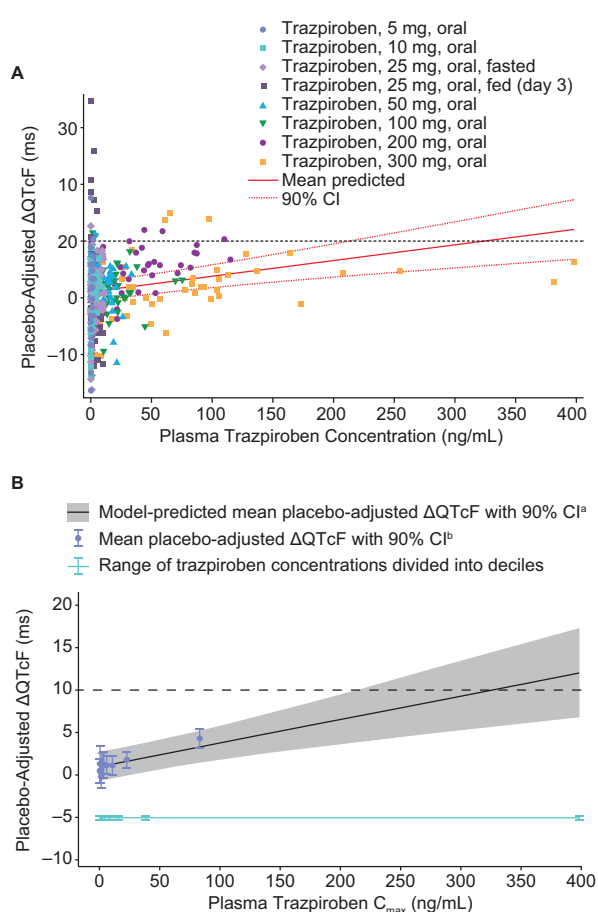 Trazpiroben, 5 mg, oral
Trazpiroben, 10 mg, oral
Trazpiroben, 25 mg, oral, fasted
Trazpiroben, 25 mg, oral, fed (day 3)
Trazpiroben, 50 mg, oral
Trazpiroben, 100 mg, oral
Trazpiroben, 200 mg, oral
Trazpiroben, 300 mg, oral
Mean predicted
90% CI
A
Placebo-Adjusted ΔQTcF (ms)
30
10
20
0
–10
0 50 100 150 200 250 300 350 400
Plasma Trazpiroben Concentration (ng/mL)
B
Model-predicted mean placebo-adjusted ΔQTcF with 90% CIᵃ
Mean placebo-adjusted ΔQTcF with 90% CIᵇ
Range of trazpiroben concentrations divided into deciles
Placebo-Adjusted ΔQTcF (ms)
20
15
10
5
0
–5
–10
0 50 100 150 200 250 300 350 400
Plasma Trazpiroben Cmax (ng/mL)